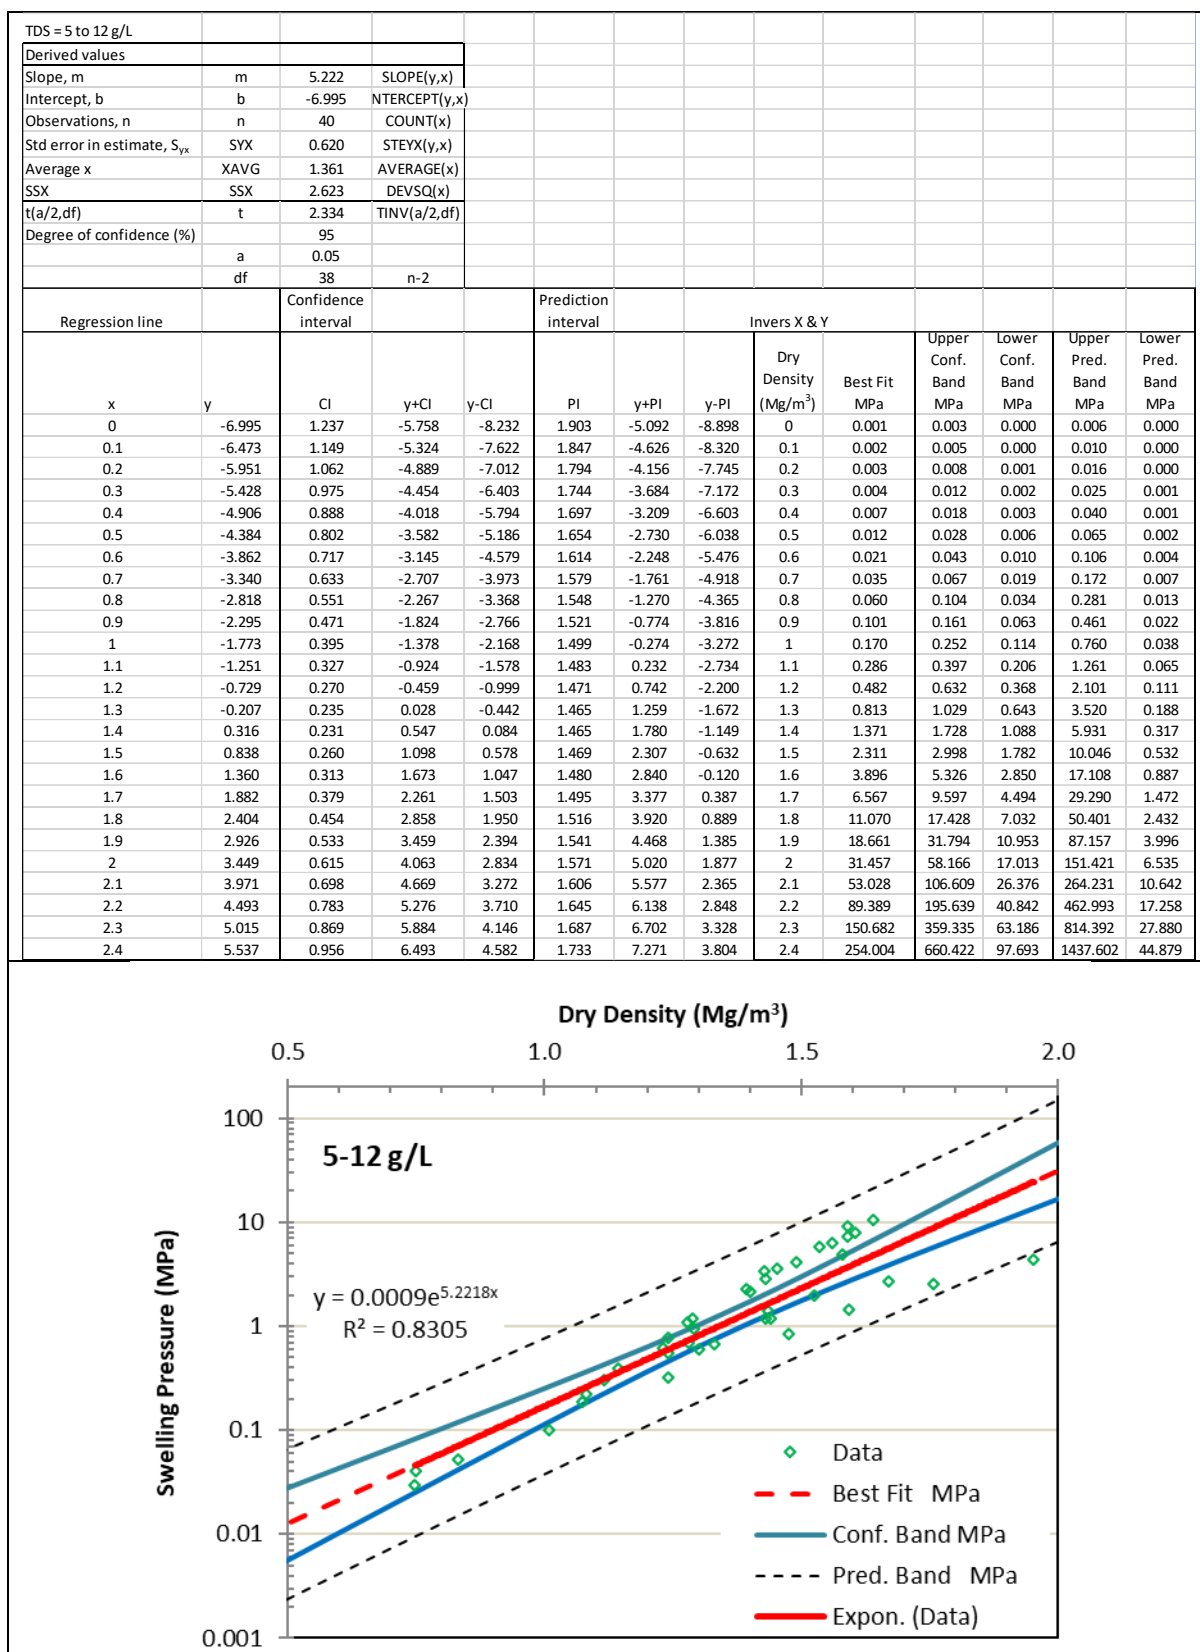 TDS = 5 to 12 g/L
Derived values
Slope, m m 5.222 SLOPE(y,x)
Intercept, b b -6.995 NTERCEPT(y,x)
Observations, n n 40 COUNT(x)
Std error in estimate, Syx SYX 0.620 STEYX(y,x)
Average x XAVG 1.361 AVERAGE(x)
SSX SSX 2.623 DEVSQ(x)
t(a/2,df) t 2.334 TINV(a/2,df)
Degree of confidence (%) 95
a 0.05
df 38 n-2
Regression line Confidence interval Prediction interval Invers X & Y
x y CI y+CI y-CI PI y+PI y-PI Dry Density (Mg/m³) Best Fit MPa Upper Conf. Band MPa Lower Conf. Band MPa Upper Pred. Band MPa Lower Pred. Band MPa
0 -6.995 1.237 -5.758 -8.232 1.903 -5.092 -8.898 0 0.001 0.003 0.000 0.006 0.000
0.1 -6.473 1.149 -5.324 -7.622 1.847 -4.626 -8.320 0.1 0.002 0.005 0.000 0.010 0.000
0.2 -5.951 1.062 -4.889 -7.012 1.794 -4.156 -7.745 0.2 0.003 0.008 0.001 0.016 0.000
0.3 -5.428 0.975 -4.454 -6.403 1.744 -3.684 -7.172 0.3 0.004 0.012 0.002 0.025 0.001
0.4 -4.906 0.888 -4.018 -5.794 1.697 -3.209 -6.603 0.4 0.007 0.018 0.003 0.040 0.001
0.5 -4.384 0.802 -3.582 -5.186 1.654 -2.730 -6.038 0.5 0.012 0.028 0.006 0.065 0.002
0.6 -3.862 0.717 -3.145 -4.579 1.614 -2.248 -5.476 0.6 0.021 0.043 0.010 0.106 0.004
0.7 -3.340 0.633 -2.707 -3.973 1.579 -1.761 -4.918 0.7 0.035 0.067 0.019 0.172 0.007
0.8 -2.818 0.551 -2.267 -3.368 1.548 -1.270 -4.365 0.8 0.060 0.104 0.034 0.281 0.013
0.9 -2.295 0.471 -1.824 -2.766 1.521 -0.774 -3.816 0.9 0.101 0.161 0.063 0.461 0.022
1 -1.773 0.395 -1.378 -2.168 1.499 -0.274 -3.272 1 0.170 0.252 0.114 0.760 0.038
1.1 -1.251 0.327 -0.924 -1.578 1.483 0.232 -2.734 1.1 0.286 0.397 0.206 1.261 0.065
1.2 -0.729 0.270 -0.459 -0.999 1.471 0.742 -2.200 1.2 0.482 0.632 0.368 2.101 0.111
1.3 -0.207 0.235 0.028 -0.442 1.465 1.259 -1.672 1.3 0.813 1.029 0.643 3.520 0.188
1.4 0.316 0.231 0.547 0.084 1.465 1.780 -1.149 1.4 1.371 1.728 1.088 5.931 0.317
1.5 0.838 0.260 1.098 0.578 1.469 2.307 -0.632 1.5 2.311 2.998 1.782 10.046 0.532
1.6 1.360 0.313 1.673 1.047 1.480 2.840 -0.120 1.6 3.896 5.326 2.850 17.108 0.887
1.7 1.882 0.379 2.261 1.503 1.495 3.377 0.387 1.7 6.567 9.597 4.494 29.290 1.472
1.8 2.404 0.454 2.858 1.950 1.516 3.920 0.889 1.8 11.070 17.428 7.032 50.401 2.432
1.9 2.926 0.533 3.459 2.394 1.541 4.468 1.385 1.9 18.661 31.794 10.953 87.157 3.996
2 3.449 0.615 4.063 2.834 1.571 5.020 1.877 2 31.457 58.166 17.013 151.421 6.535
2.1 3.971 0.698 4.669 3.272 1.606 5.577 2.365 2.1 53.028 106.609 26.376 264.231 10.642
2.2 4.493 0.783 5.276 3.710 1.645 6.138 2.848 2.2 89.389 195.639 40.842 462.993 17.258
2.3 5.015 0.869 5.884 4.146 1.687 6.702 3.328 2.3 150.682 359.335 63.186 814.392 27.880
2.4 5.537 0.956 6.493 4.582 1.733 7.271 3.804 2.4 254.004 660.422 97.693 1437.602 44.879
Dry Density (Mg/m³)
0.5 1.0 1.5 2.0
Swelling Pressure (MPa)
100
10
1
0.1
0.01
0.001
5-12 g/L
y = 0.0009e^5.2218x
R² = 0.8305
Data
Best Fit MPa
Conf. Band MPa
Pred. Band MPa
Expon. (Data)